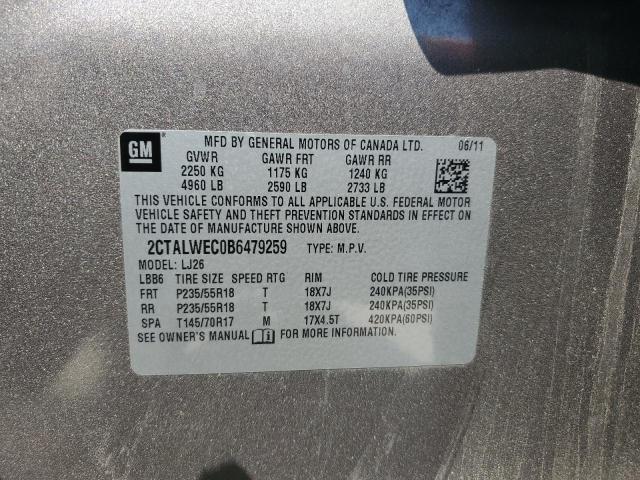 GM
MFD BY GENERAL MOTORS OF CANADA LTD. 06/11
GVWR GAWR FRT GAWR RR
2250 KG 1175 KG 1240 KG
4960 LB 2590 LB 2733 LB
THIS VEHICLE CONFORMS TO ALL APPLICABLE U.S. FEDERAL MOTOR
VEHICLE SAFETY AND THEFT PREVENTION STANDARDS IN EFFECT ON
THE DATE OF MANUFACTURE SHOWN ABOVE.
2CTALWEC0B6479259 TYPE: M.P.V.
MODEL: LJ26
LBB6 TIRE SIZE SPEED RTG RIM COLD TIRE PRESSURE
FRT P235/55R18 T 18X7J 240KPA(35PSI)
RR P235/55R18 T 18X7J 240KPA(35PSI)
SPA T145/70R17 M 17X4.5T 420KPA(60PSI)
SEE OWNER'S MANUAL FOR MORE INFORMATION.